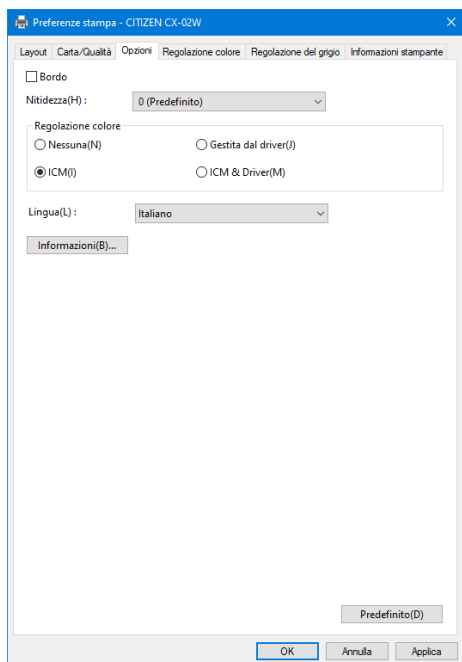 Preferenze stampa - CITIZEN CX-02W
Layout Carta/Qualità Opzioni Regolazione colore Regolazione del grigio Informazioni stampante
Bordo
Nitidezza(H) : 0 (Predefinito)
Regolazione colore
Nessuna(N) Gestita dal driver(J)
ICM(I) ICM & Driver(M)
Lingua(L) : Italiano
Informazioni(B)...
Predefinito(D)
OK Annulla Applica